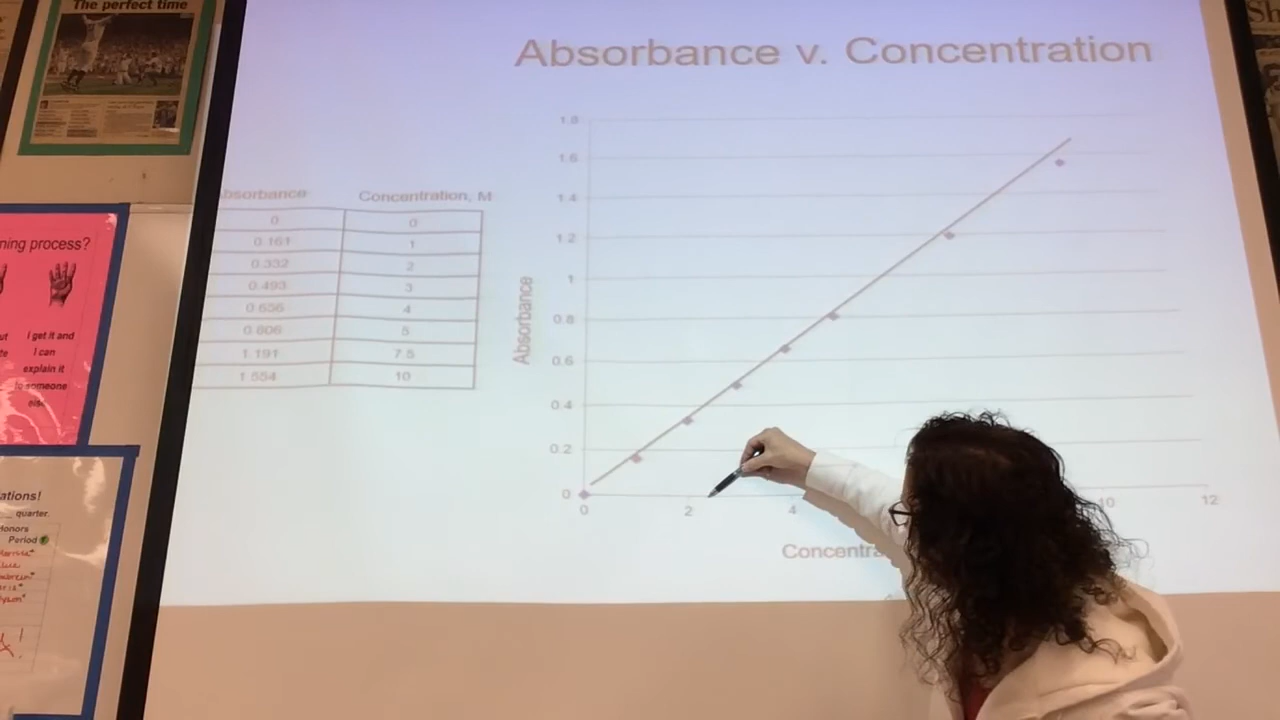 The perfect time
Sh
Absorbance v. Concentration
bsorbance Concentration, M
0 0
0.161 1
0.332 2
0.493 3
0.656 4
0.806 5
1.191 7.5
1.554 10
1.8
1.6
1.4
1.2
1
0.8
0.6
0.4
0.2
0
Absorbance
0 2 4 10 12
Concentra
ning process?
ut
te
I get it and
I can
explain it
to someone
else
ations!
quarter.
Honors
Period